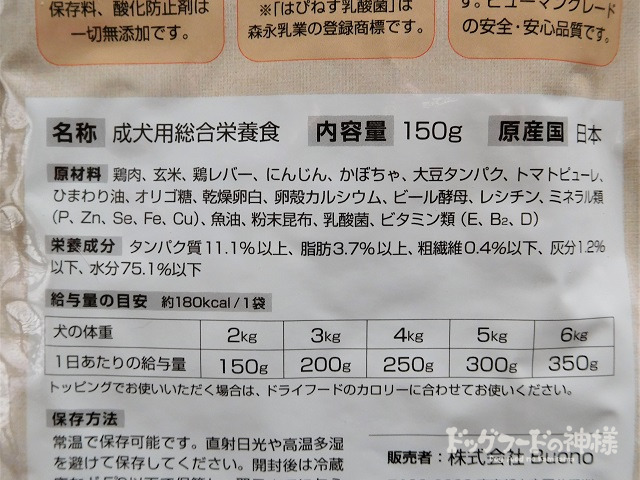 保存料、酸化防止剤は
一切無添加です。
※「はぴねす乳酸菌」は
森永乳業の登録商標です。
す。ヒューマングレード
の安全・安心品質です。
名称 成犬用総合栄養食 内容量 150g 原産国 日本
原材料 鶏肉、玄米、鶏レバー、にんじん、かぼちゃ、大豆タンパク、トマトピューレ、
ひまわり油、オリゴ糖、乾燥卵白、卵殻カルシウム、ビール酵母、レシチン、ミネラル類
(P、Zn、Se、Fe、Cu)、魚油、粉末昆布、乳酸菌、ビタミン類(E、B2、D)
栄養成分 タンパク質11.1%以上、脂肪3.7%以上、粗繊維0.4%以下、灰分1.2%
以下、水分75.1%以下
給与量の目安 約180kcal/1袋
犬の体重 2kg 3kg 4kg 5kg 6kg
1日あたりの給与量 150g 200g 250g 300g 350g
トッピングでお使いいただく場合は、ドライフードのカロリーに合わせてお使いください。
保存方法
常温で保存可能です。直射日光や高温多湿
を避けて保存してください。開封後は冷蔵
販売者：株式会社 Buono
ドッグフードの神様